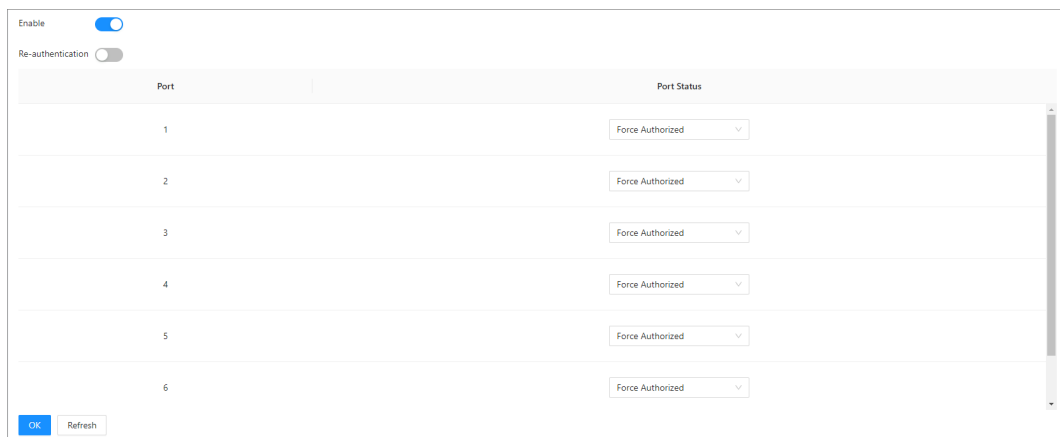 Enable
Re-authentication
Port Port Status
1 Force Authorized
2 Force Authorized
3 Force Authorized
4 Force Authorized
5 Force Authorized
6 Force Authorized
OK Refresh